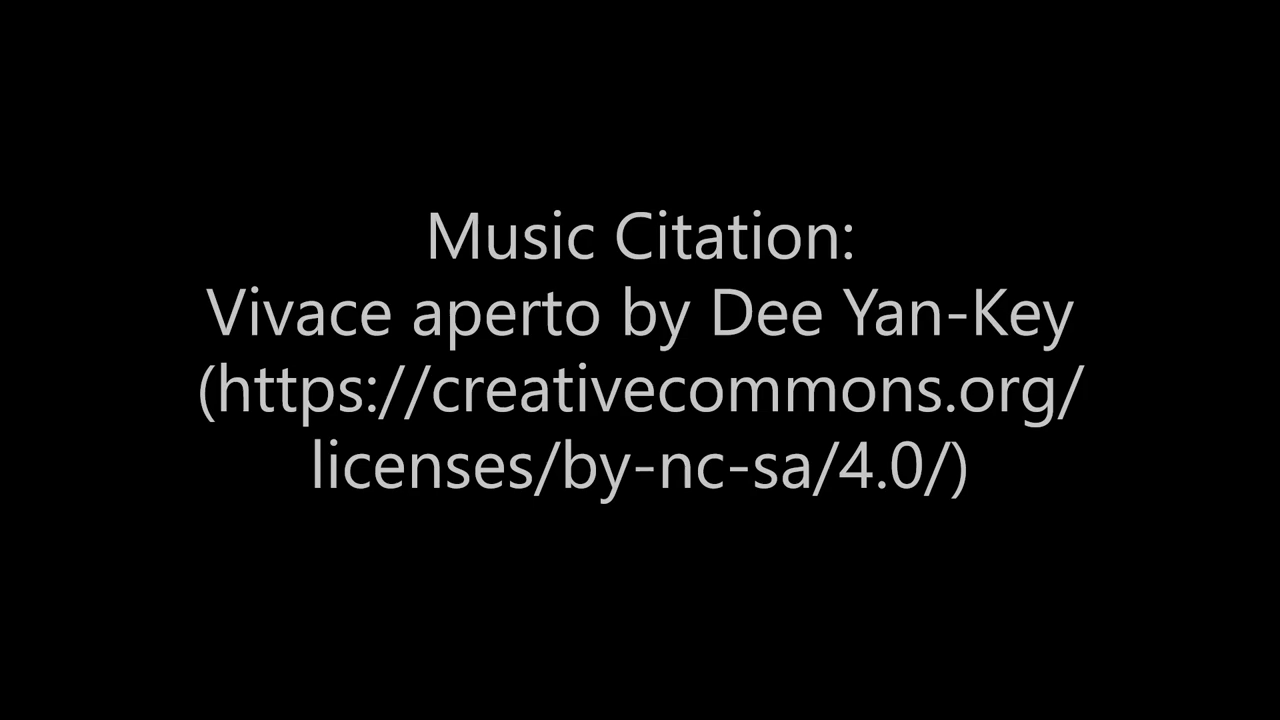 Music Citation:
Vivace aperto by Dee Yan-Key
(https://creativecommons.org/
licenses/by-nc-sa/4.0/)